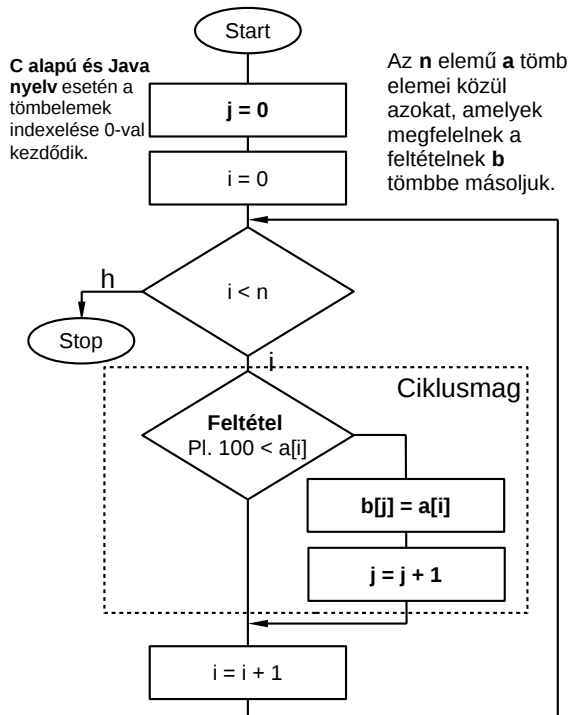 Start
C alapú és Java
nyelv esetén a
tömbelemek
indexelése 0-val
kezdődik.
Az n elemű a tömb
elemei közül
azokat, amelyek
megfelelnek a
feltételnek b
tömbbe másoljuk.
j = 0
i = 0
h
i < n
Stop
i
Ciklusmag
Feltétel
Pl. 100 < a[i]
b[j] = a[i]
j = j + 1
i = i + 1